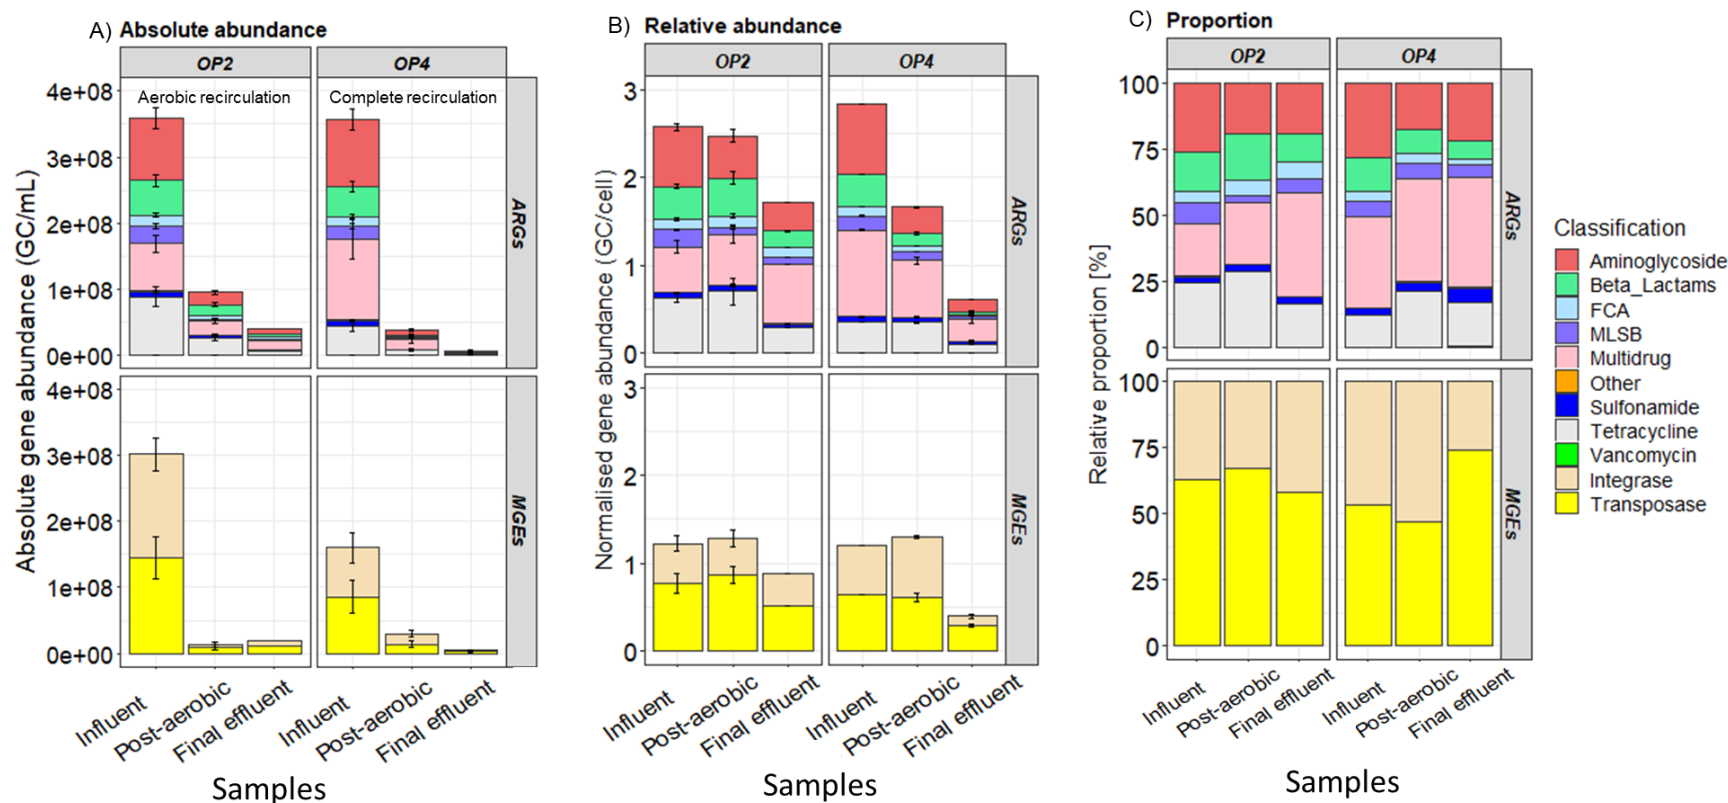 A) Absolute abundance
OP2 OP4
Aerobic recirculation Complete recirculation
4e+08
3e+08
2e+08
1e+08
0e+00
ARGs
4e+08
3e+08
2e+08
1e+08
0e+00
MGEs
Absolute gene abundance (GC/mL)
Influent Post-aerobic Final effluent Influent Post-aerobic Final effluent
Samples
B) Relative abundance
OP2 OP4
3
2
1
0
ARGs
3
2
1
0
MGEs
Normalised gene abundance (GC/cell)
Influent Post-aerobic Final effluent Influent Post-aerobic Final effluent
Samples
C) Proportion
OP2 OP4
100
75
50
25
0
ARGs
100
75
50
25
0
MGEs
Relative proportion [%]
Influent Post-aerobic Final effluent Influent Post-aerobic Final effluent
Samples
Classification
Aminoglycoside
Beta_Lactams
FCA
MLSB
Multidrug
Other
Sulfonamide
Tetracycline
Vancomycin
Integrase
Transposase